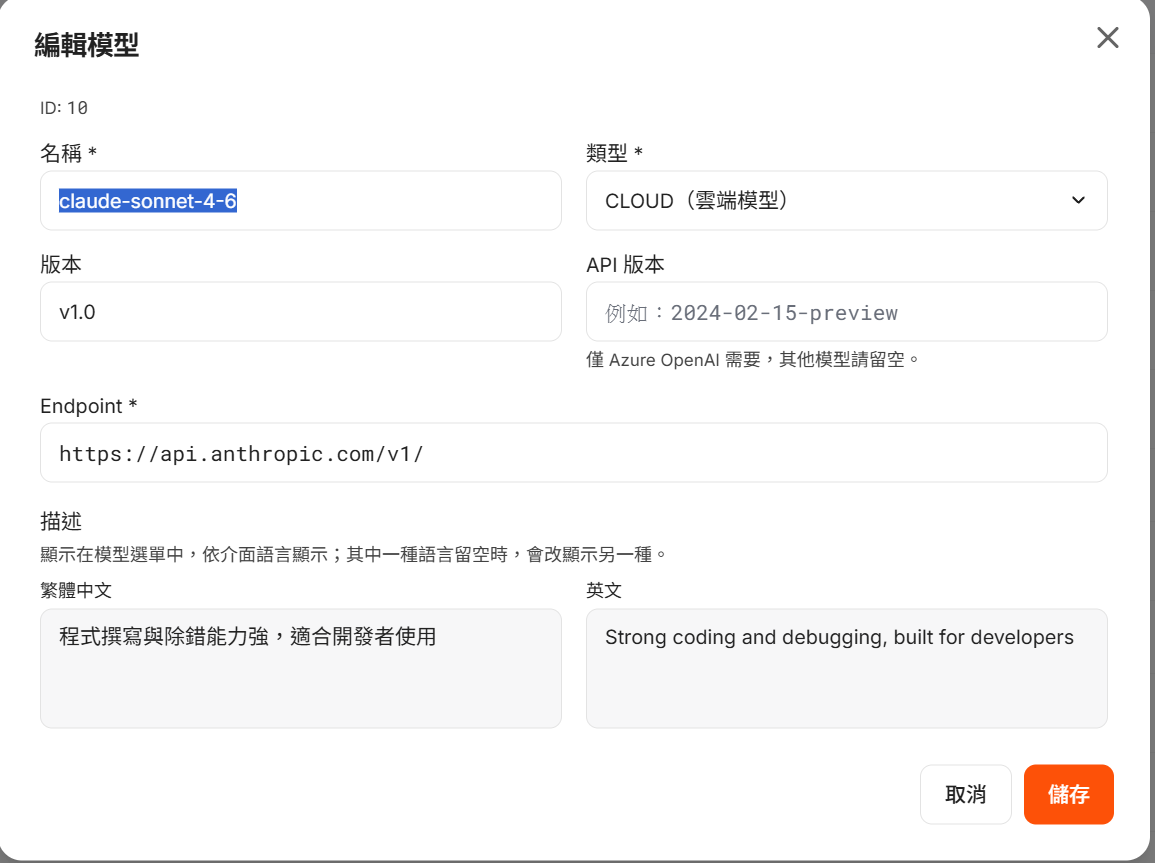 編輯模型
ID: 10
名稱 *
類型 *
claude-sonnet-4-6
CLOUD（雲端模型）
版本
API 版本
v1.0
例如：2024-02-15-preview
僅 Azure OpenAI 需要，其他模型請留空。
Endpoint *
https://api.anthropic.com/v1/
描述
顯示在模型選單中，依介面語言顯示；其中一種語言留空時，會改顯示另一種。
繁體中文
英文
程式撰寫與除錯能力強，適合開發者使用
Strong coding and debugging, built for developers
取消
儲存